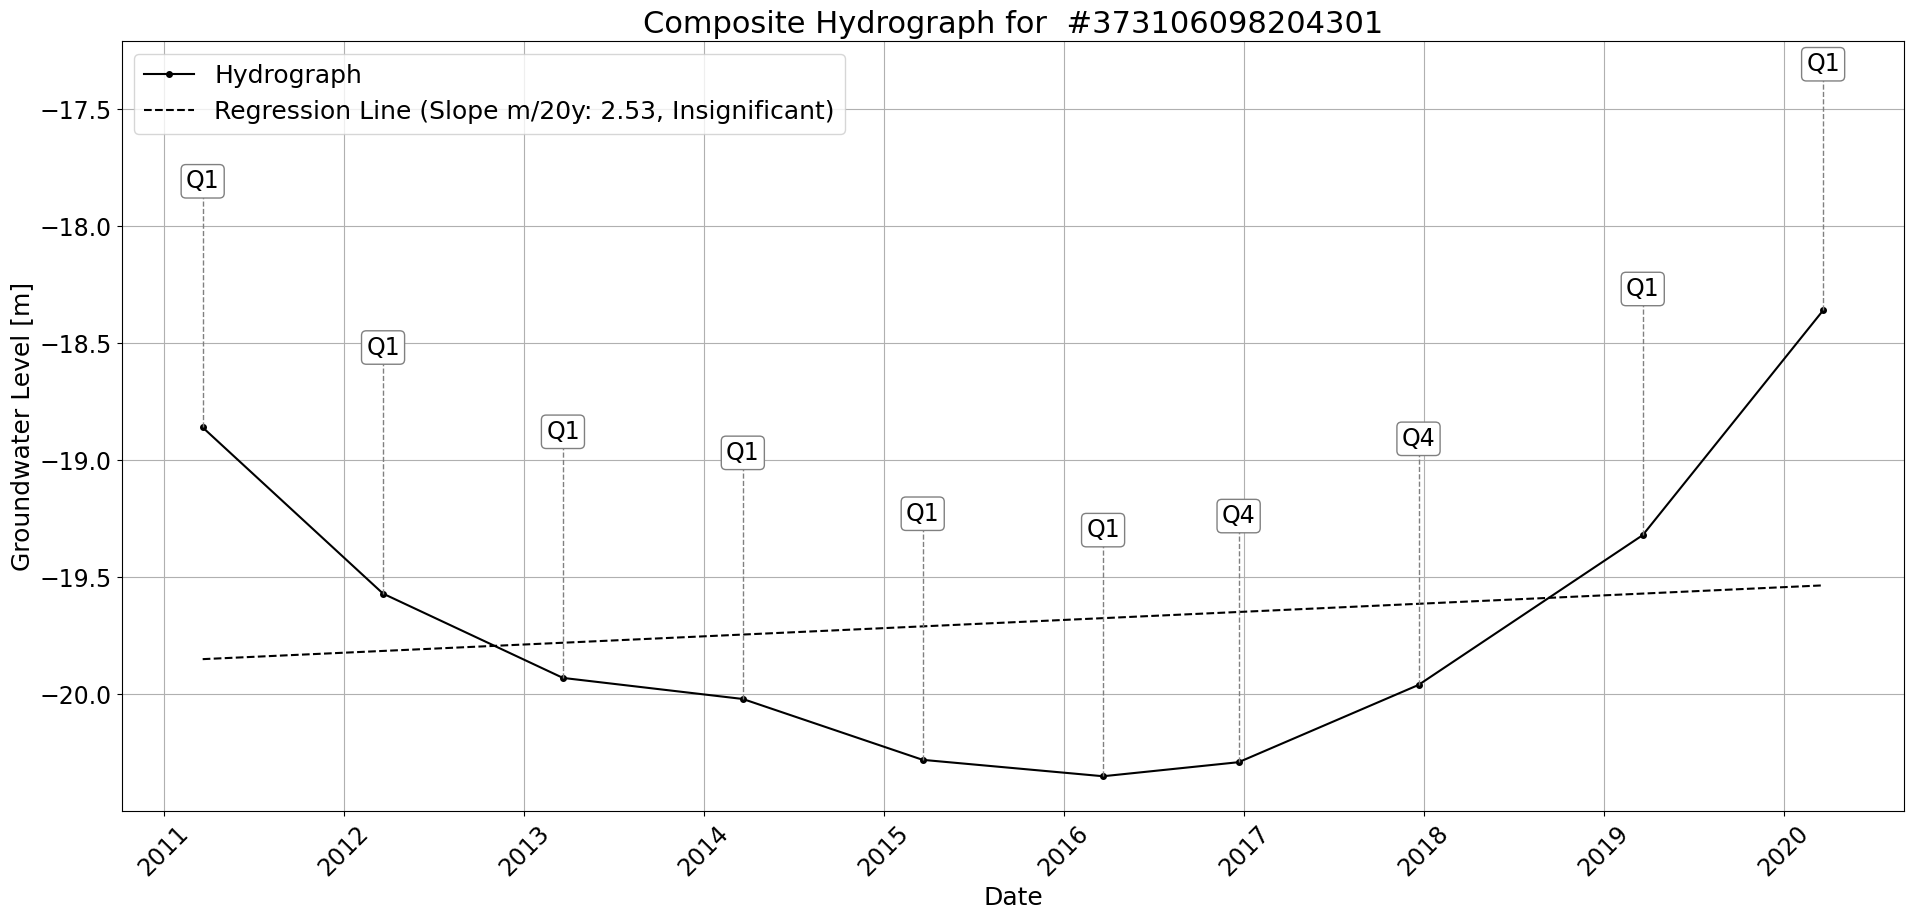 Composite Hydrograph for  #373106098204301
Hydrograph
Regression Line (Slope m/20y: 2.53, Insignificant)
Q1
Q1
Q1
Q1
Q1
Q1
Q4
Q4
Q1
Q1
Groundwater Level [m]
−17.5
−18.0
−18.5
−19.0
−19.5
−20.0
2011
2012
2013
2014
2015
2016
2017
2018
2019
2020
Date